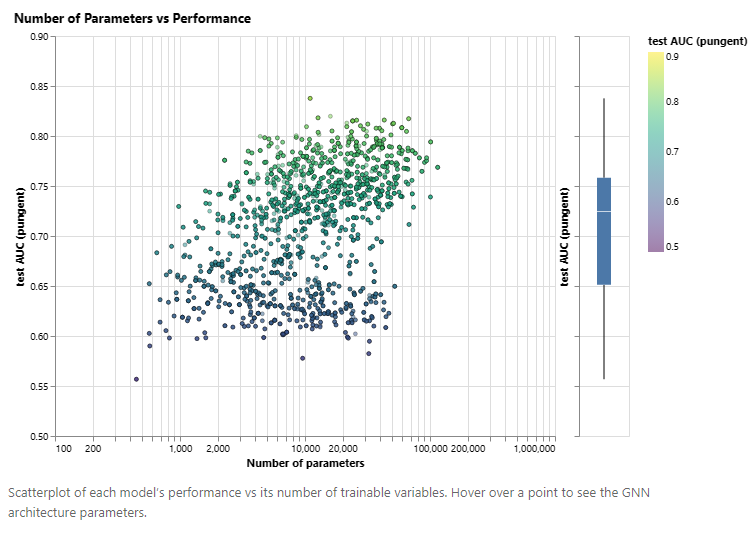 Number of Parameters vs Performance
test AUC (pungent)
0.90
0.85
0.80
0.75
0.70
0.65
0.60
0.55
0.50
100 200 1,000 2,000 10,000 20,000 100,000 200,000 1,000,000
Number of parameters
test AUC (pungent)
test AUC (pungent)
0.9
0.8
0.7
0.6
0.5
Scatterplot of each model's performance vs its number of trainable variables. Hover over a point to see the GNN
architecture parameters.